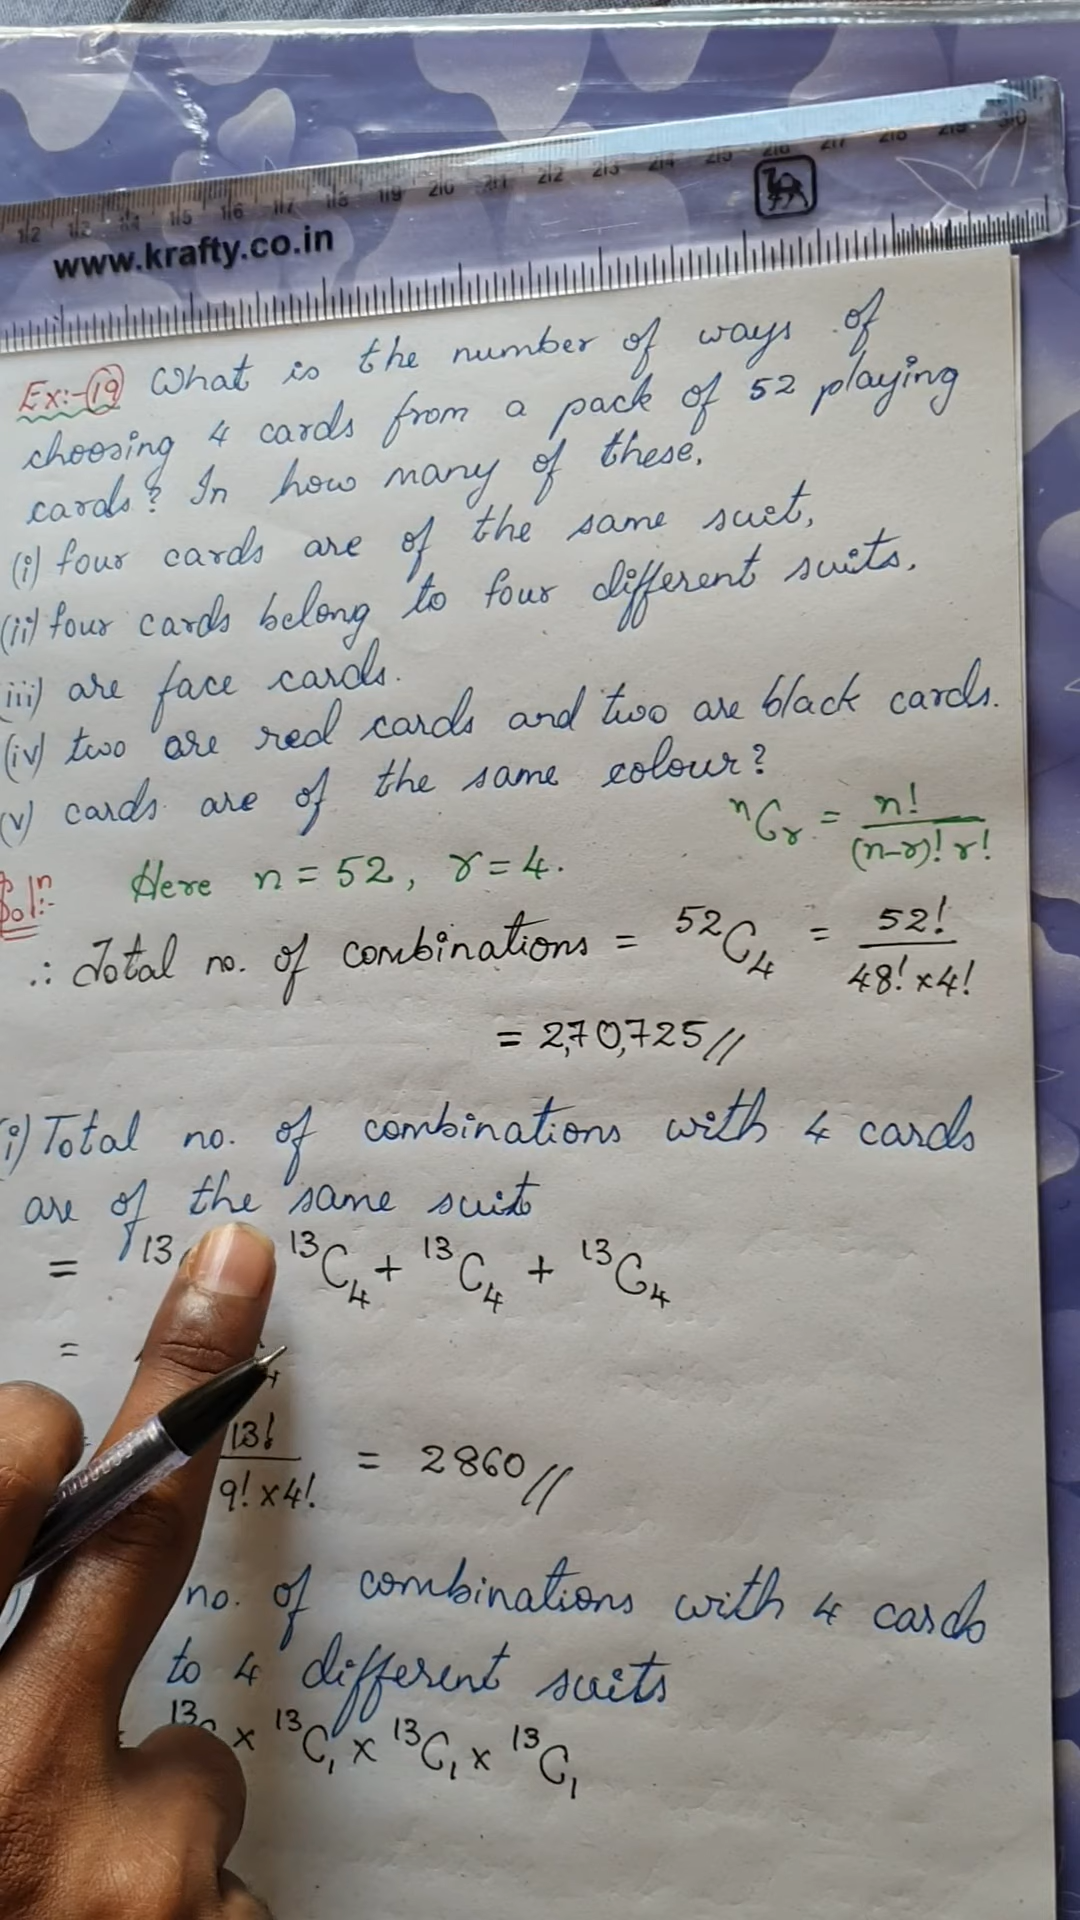 www.krafty.co.in
Ex:-19 What is the number of ways of
choosing 4 cards from a pack of 52 playing
cards? In how many of these,
(i) four cards are of the same suit,
(ii) four cards belong to four different suits,
(iii) are face cards.
(iv) two are red cards and two are black cards.
(v) cards are of the same colour?
ⁿCᵣ = n! / (n-r)! r!
Solⁿ:- Here n = 52, r = 4.
∴ Total no. of combinations = ⁵²C₄ = 52! / 48! × 4!
= 2,70,725 //
(i) Total no. of combinations with 4 cards
are of the same suit
= 13 ¹³C₄ + ¹³C₄ + ¹³C₄
=
13! / 9! × 4! = 2860 //
no. of combinations with 4 cards
to 4 different suits
= ¹³C × ¹³C₁ × ¹³C₁ × ¹³C₁